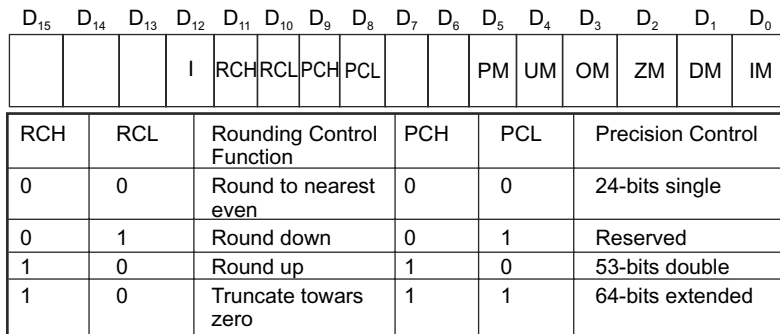 D₁₅ D₁₄ D₁₃ D₁₂ D₁₁ D₁₀ D₉ D₈ D₇ D₆ D₅ D₄ D₃ D₂ D₁ D₀
I RCH RCL PCH PCL PM UM OM ZM DM IM
RCH RCL Rounding Control PCH PCL Precision Control
Function
0 0 Round to nearest 0 0 24-bits single
even
0 1 Round down 0 1 Reserved
1 0 Round up 1 0 53-bits double
1 0 Truncate towars 1 1 64-bits extended
zero